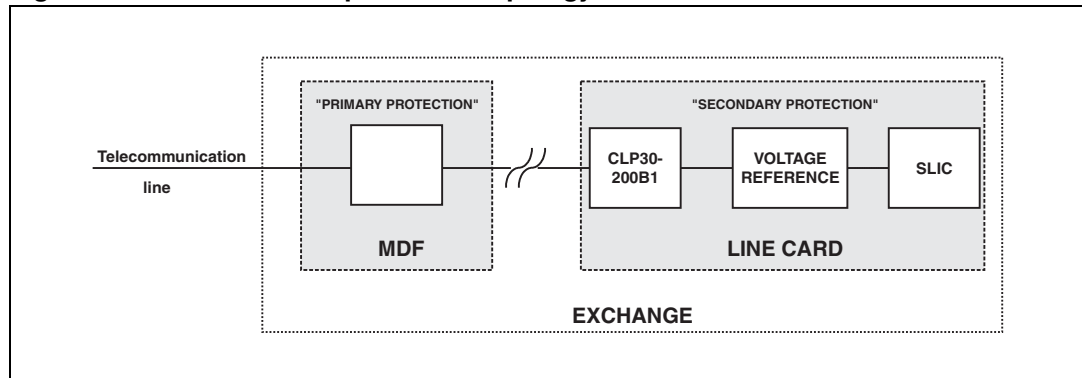 "PRIMARY PROTECTION"
"SECONDARY PROTECTION"
Telecommunication
line
CLP30-
200B1
VOLTAGE
REFERENCE
SLIC
MDF
LINE CARD
EXCHANGE